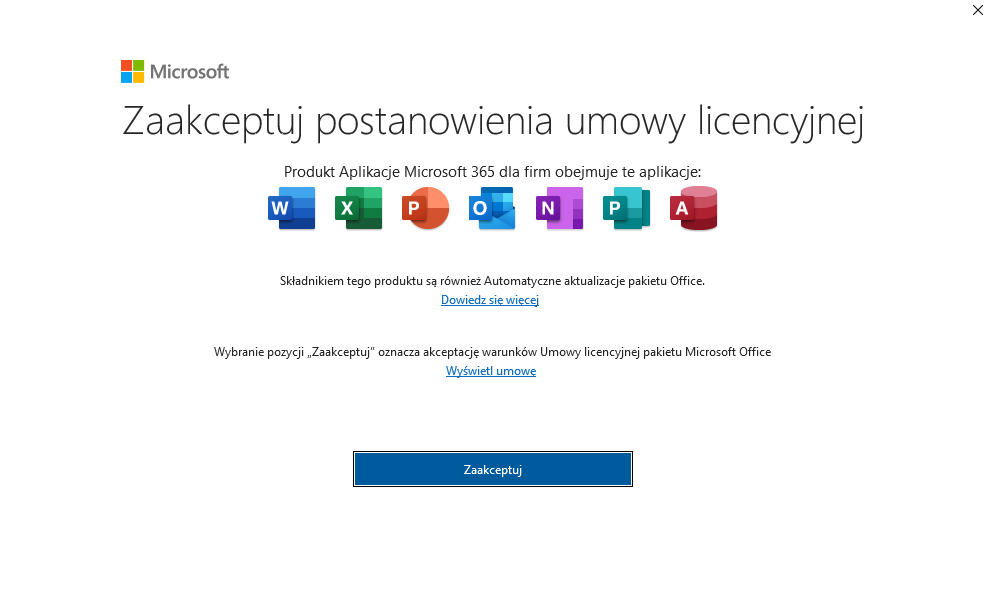 Microsoft
Zaakceptuj postanowienia umowy licencyjnej
Produkt Aplikacje Microsoft 365 dla firm obejmuje te aplikacje:
W X P O N P A
Składnikiem tego produktu są również Automatyczne aktualizacje pakietu Office.
Dowiedz się więcej
Wybranie pozycji „Zaakceptuj” oznacza akceptację warunków Umowy licencyjnej pakietu Microsoft Office
Wyświetl umowę
Zaakceptuj